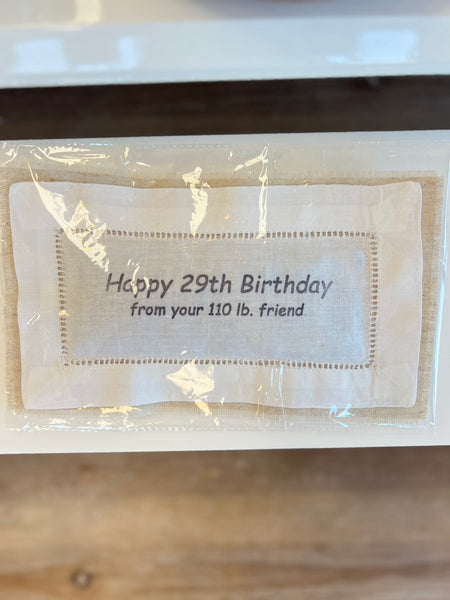 Happy 29th Birthday
from your 110 lb. friend